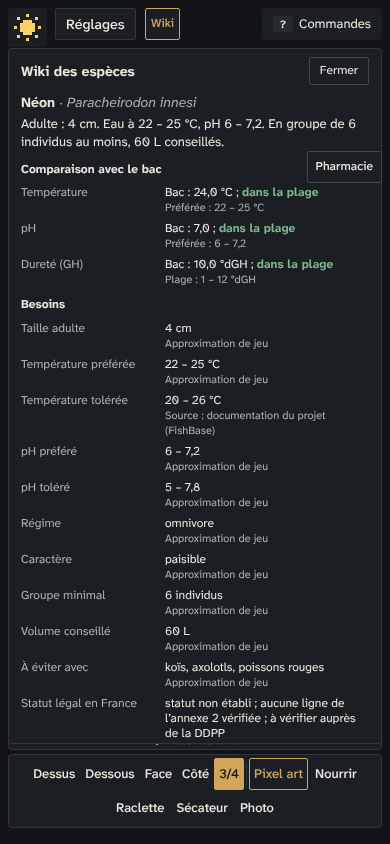 Réglages Wiki ? Commandes
Wiki des espèces Fermer
Néon · Paracheirodon innesi
Adulte : 4 cm. Eau à 22 – 25 °C, pH 6 – 7,2. En groupe de 6
individus au moins, 60 L conseillés.
Pharmacie
Comparaison avec le bac
Température Bac : 24,0 °C ; dans la plage
Préférée : 22 – 25 °C
pH Bac : 7,0 ; dans la plage
Préférée : 6 – 7,2
Dureté (GH) Bac : 10,0 °dGH ; dans la plage
Plage : 1 – 12 °dGH
Besoins
Taille adulte 4 cm
Approximation de jeu
Température préférée 22 – 25 °C
Approximation de jeu
Température tolérée 20 – 26 °C
Source : documentation du projet
(FishBase)
pH préféré 6 – 7,2
Approximation de jeu
pH toléré 5 – 7,8
Approximation de jeu
Régime omnivore
Approximation de jeu
Caractère paisible
Approximation de jeu
Groupe minimal 6 individus
Approximation de jeu
Volume conseillé 60 L
Approximation de jeu
À éviter avec koïs, axolotls, poissons rouges
Approximation de jeu
Statut légal en France statut non établi ; aucune ligne de
l'annexe 2 vérifiée ; à vérifier auprès
de la DDPP
Dessus Dessous Face Côté 3/4 Pixel art Nourrir
Raclette Sécateur Photo